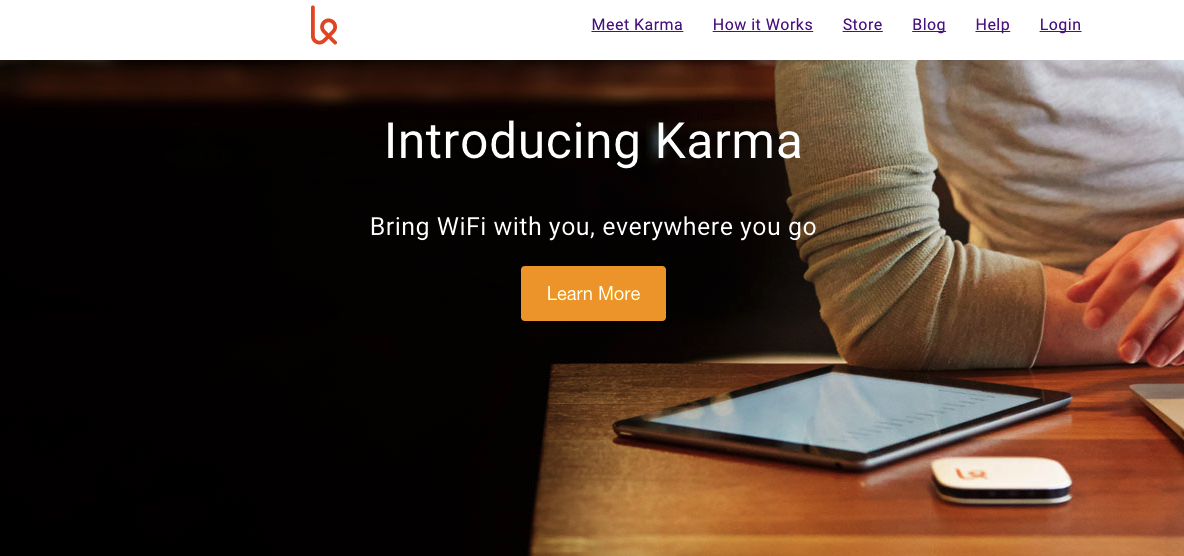 Meet Karma How it Works Store Blog Help Login
Introducing Karma
Bring WiFi with you, everywhere you go
Learn More